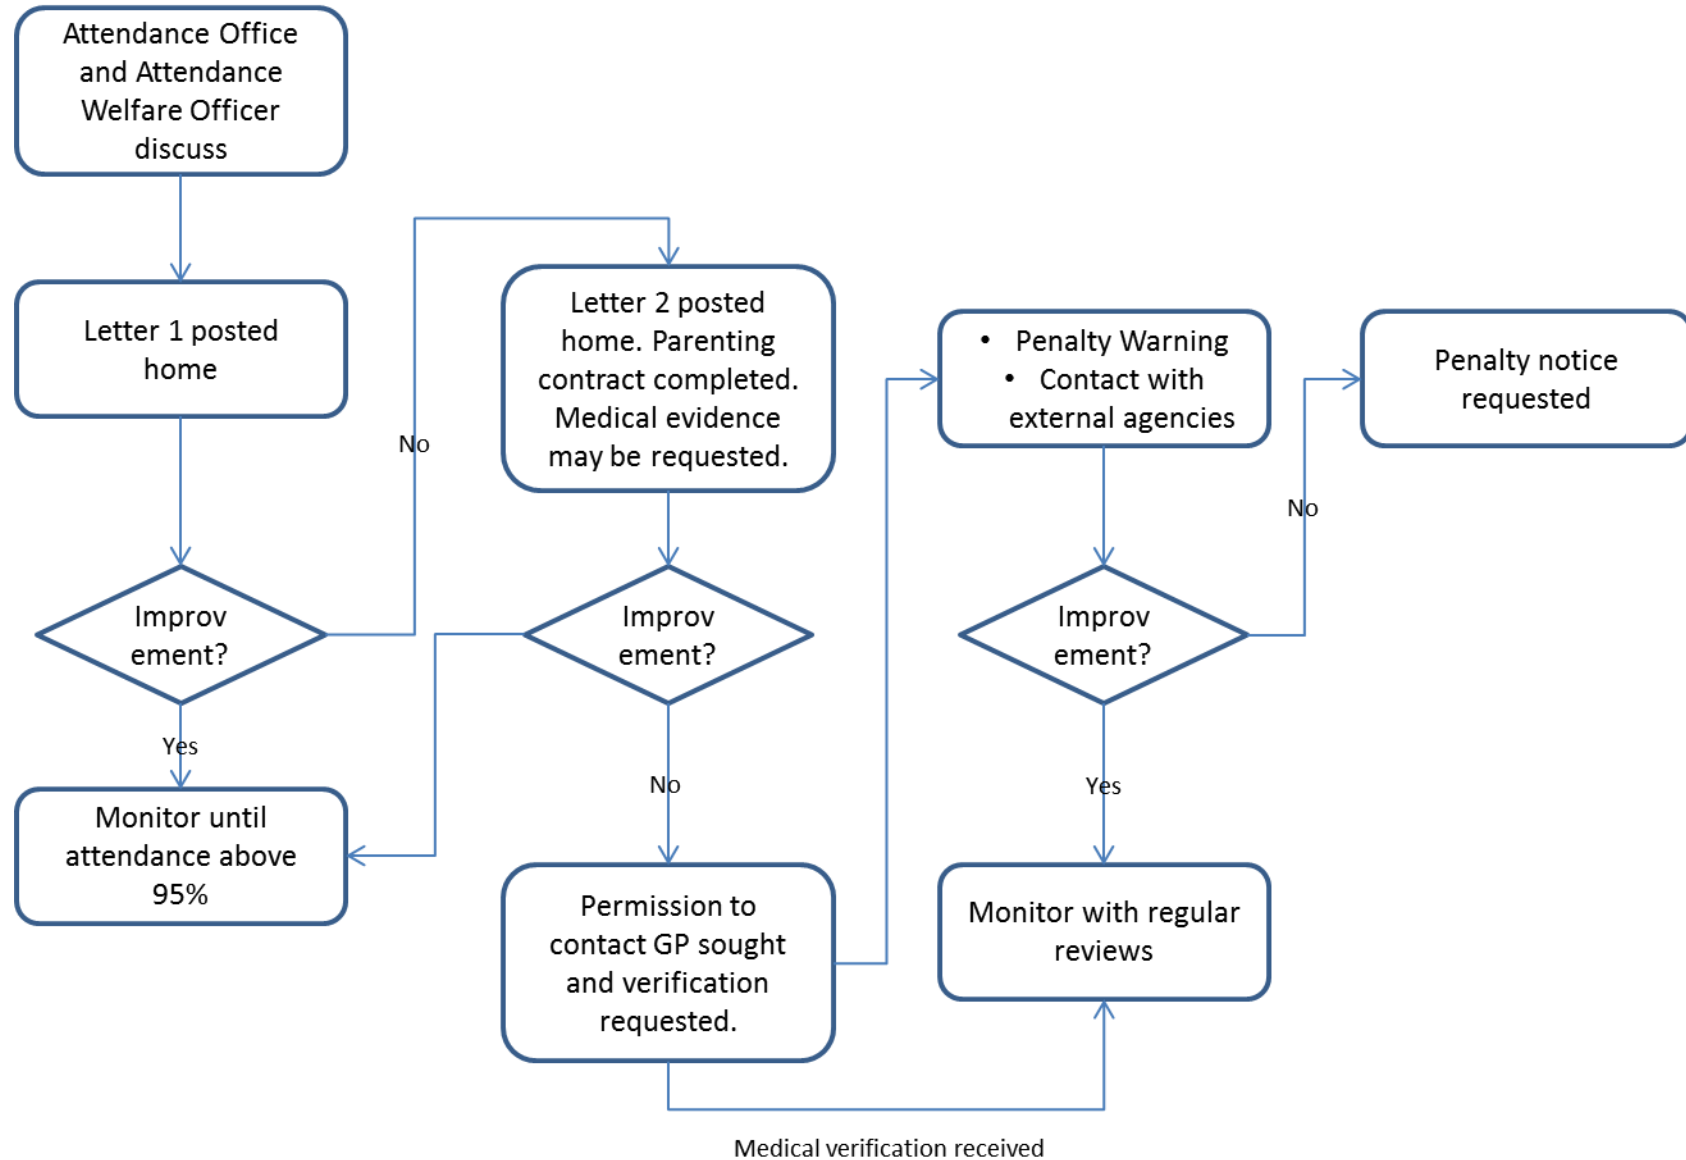 Attendance Office
and Attendance
Welfare Officer
discuss
Letter 1 posted
home
Improv
ement?
Yes
Monitor until
attendance above
95%
No
Letter 2 posted
home. Parenting
contract completed.
Medical evidence
may be requested.
Improv
ement?
No
Permission to
contact GP sought
and verification
requested.
Medical verification received
• Penalty Warning
• Contact with
external agencies
Improv
ement?
Yes
Monitor with regular
reviews
No
Penalty notice
requested